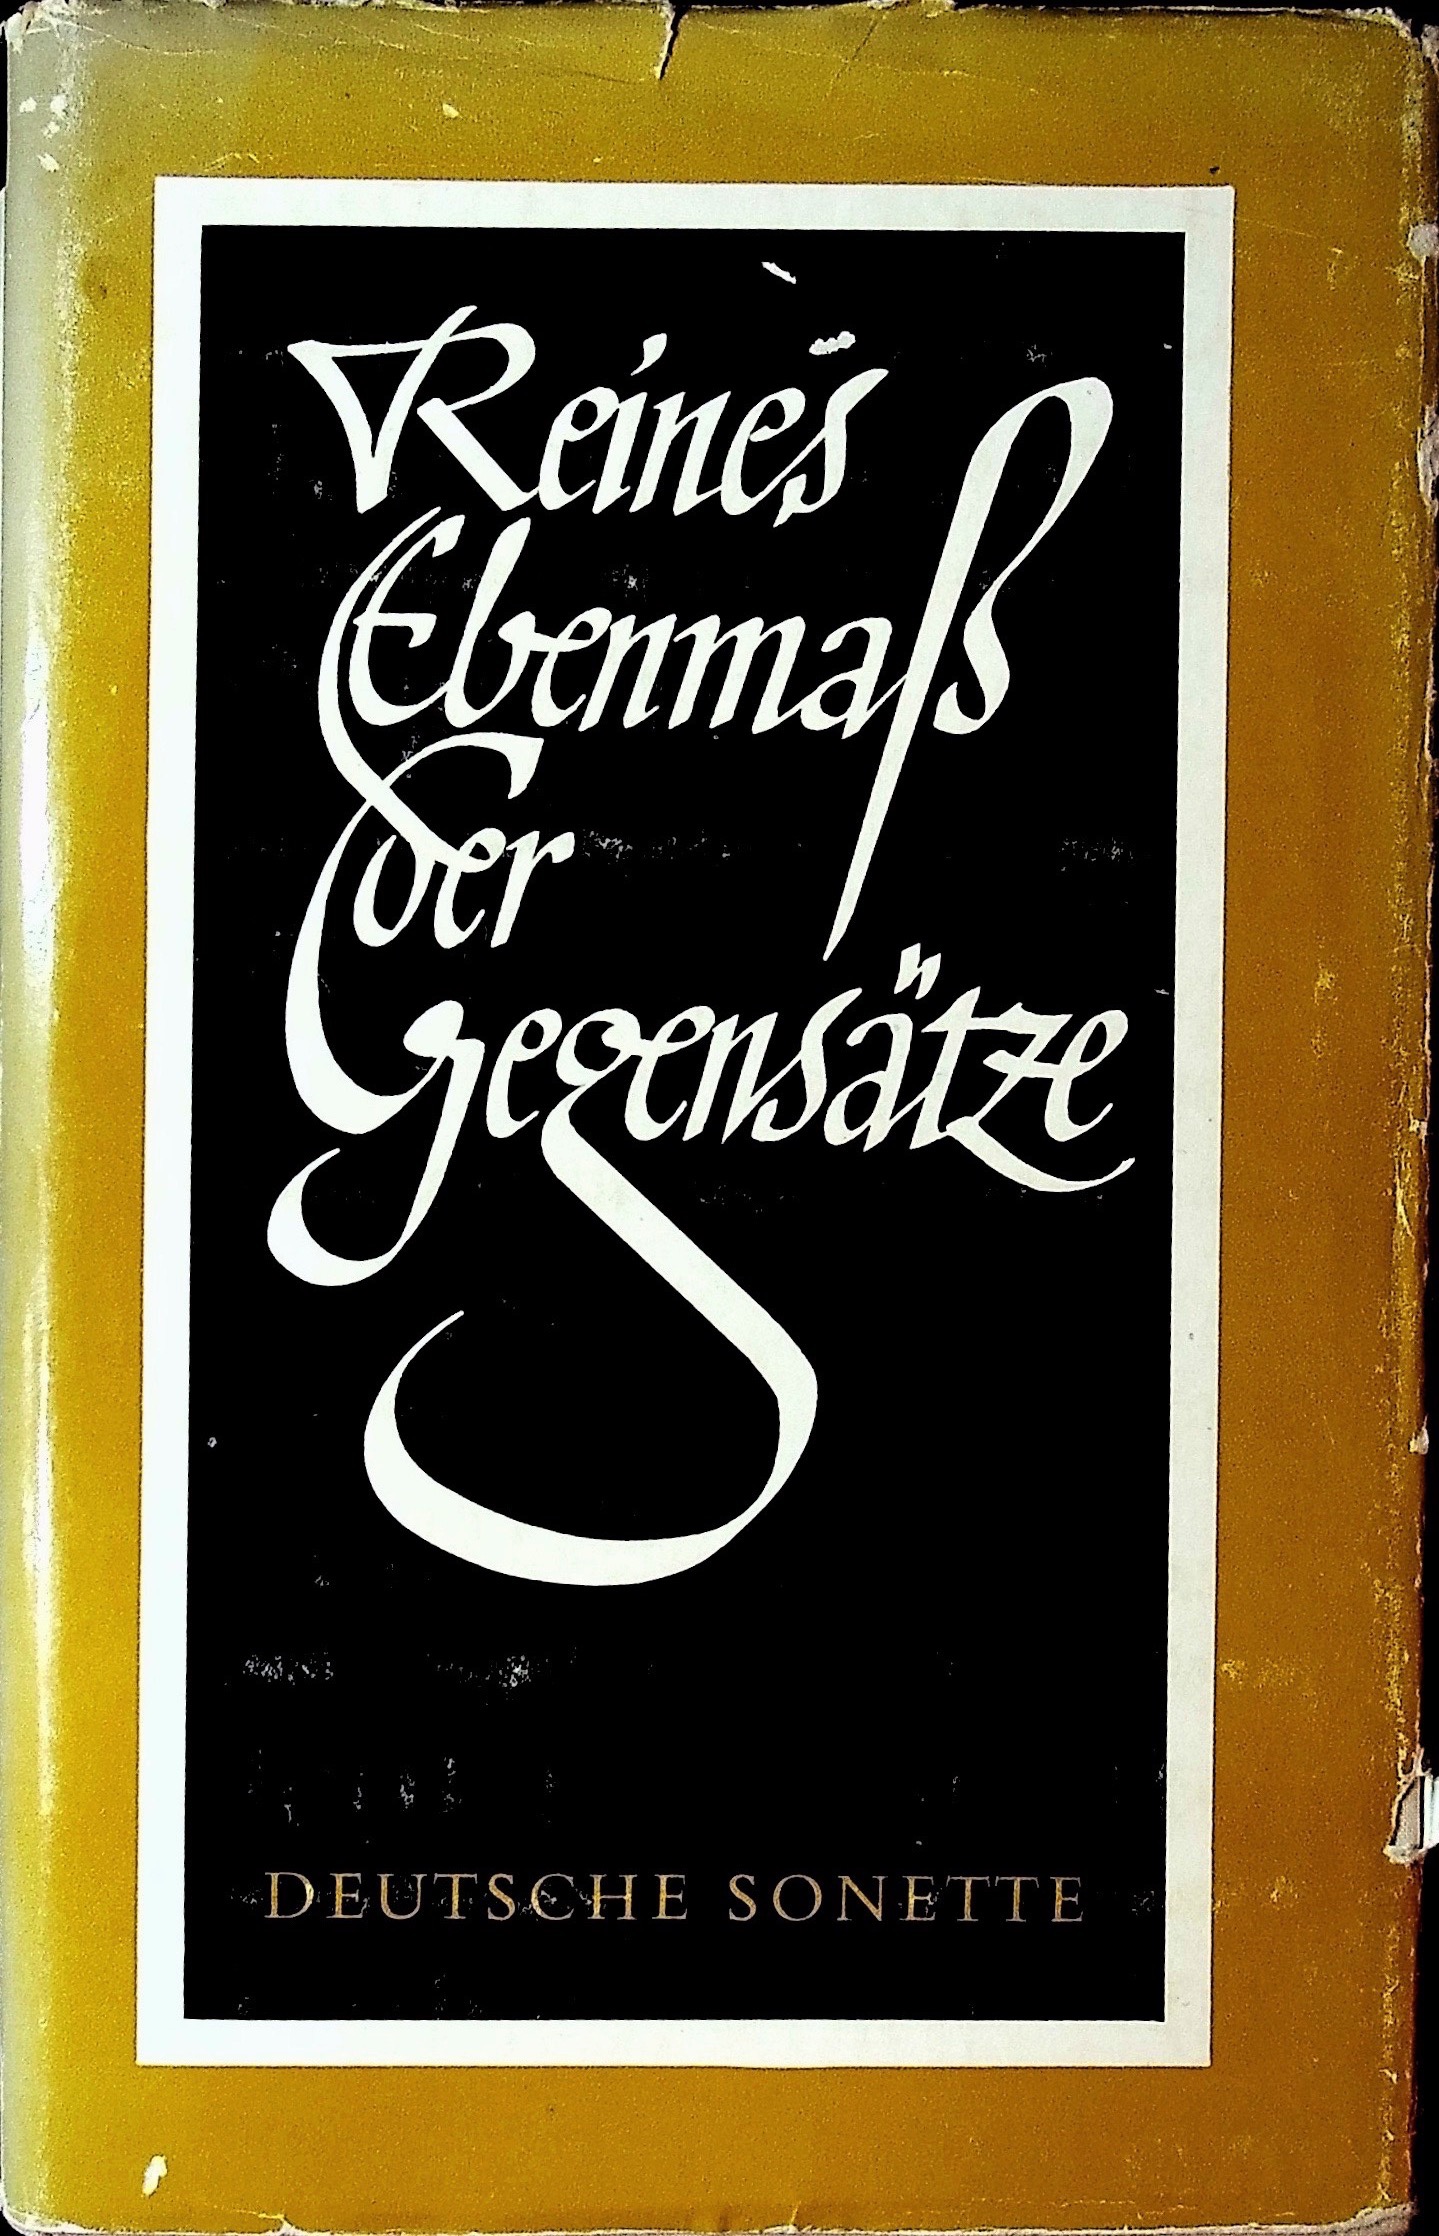 Reines
Ebenmaß
der
Gegensätze
DEUTSCHE SONETTE